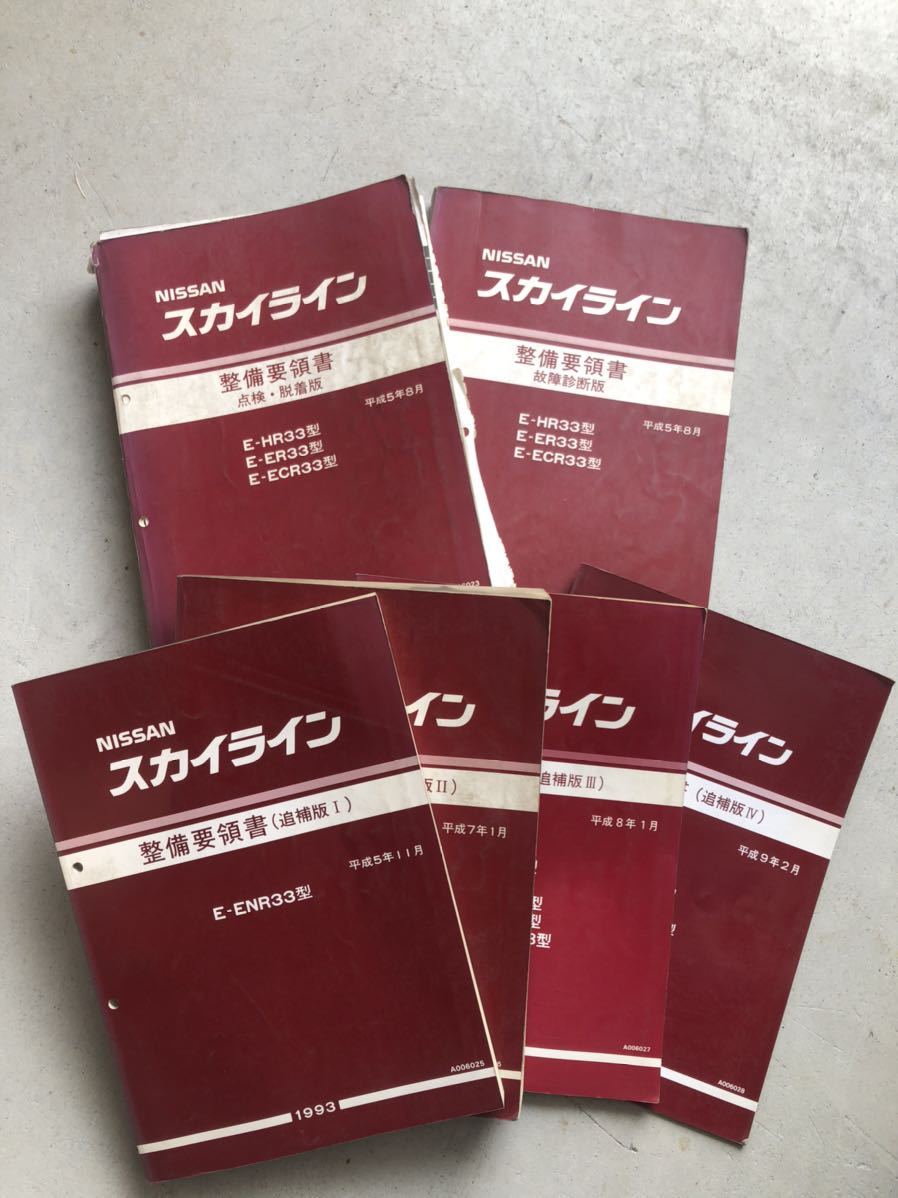 NISSAN
スカイライン
整備要領書
点検・脱着版
平成5年8月
E-HR33型
E-ER33型
E-ECR33型
6023
NISSAN
スカイライン
整備要領書
故障診断版
平成5年8月
E-HR33型
E-ER33型
E-ECR33型
NISSAN
スカイライン
整備要領書(追補版I)
平成5年11月
E-ENR33型
A006025
1993
イン
版II)
平成7年1月
6
ライン
追補版III)
平成8年1月
型
型
3型
A006027
イライン
(追補版IV)
平成9年2月
型
A006028